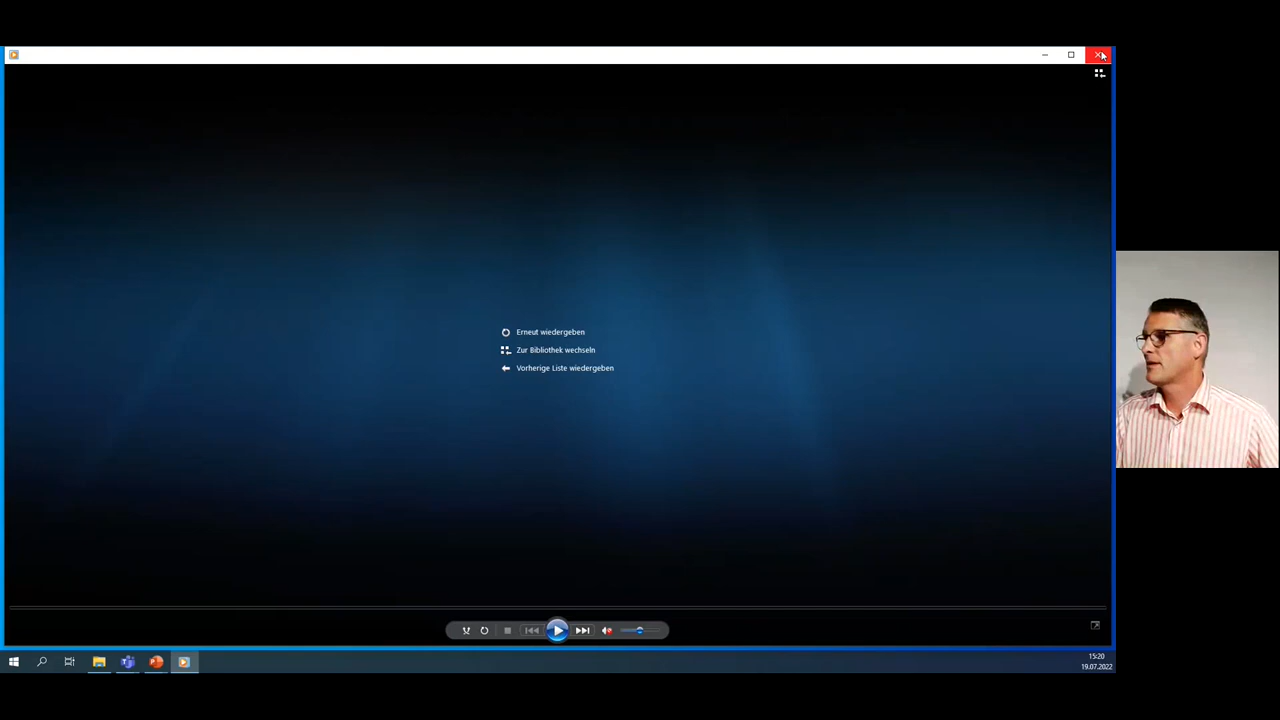 Erneut wiedergeben
Zur Bibliothek wechseln
Vorherige Liste wiedergeben
15:20
19.07.2022